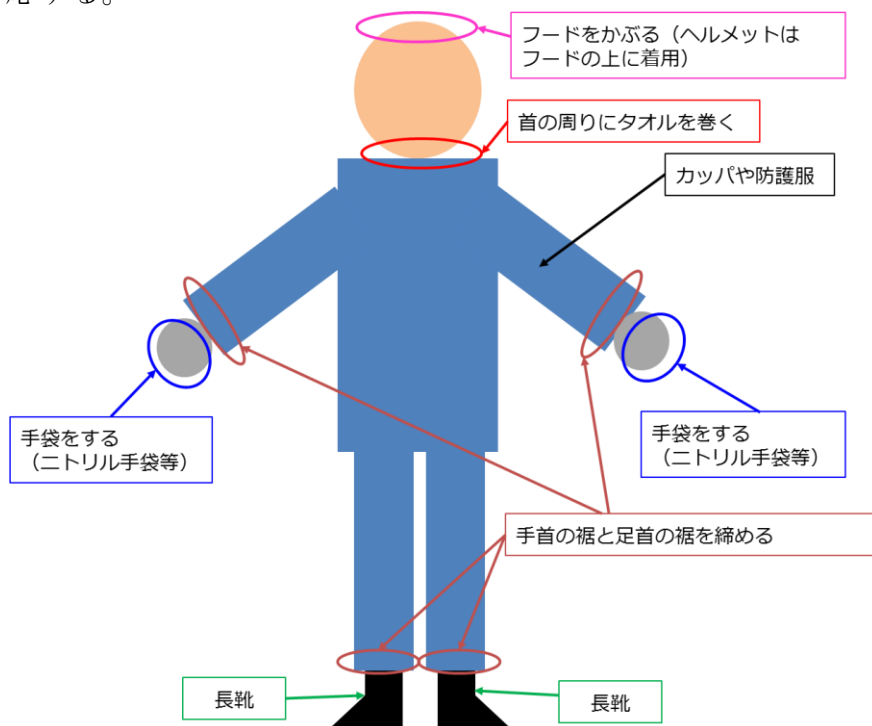 応する。
フードをかぶる（ヘルメットは
フードの上に着用）
首の周りにタオルを巻く
カッパや防護服
手袋をする
（ニトリル手袋等）
手袋をする
（ニトリル手袋等）
手首の裾と足首の裾を締める
長靴
長靴